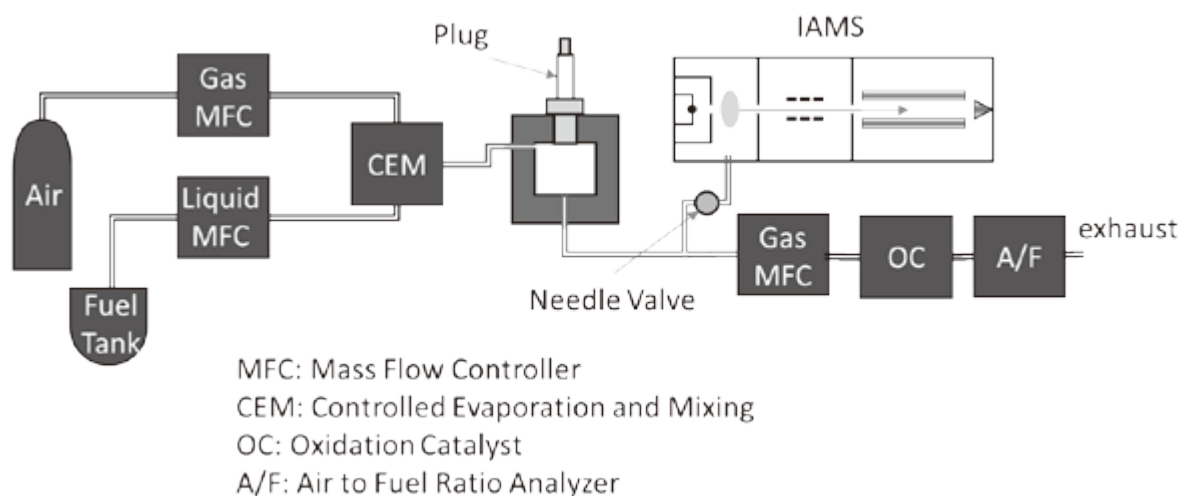 IAMS
Plug
Gas
MFC
Air
CEM
Liquid
MFC
Fuel
Tank
Needle Valve
Gas
MFC
OC
A/F
exhaust
MFC: Mass Flow Controller
CEM: Controlled Evaporation and Mixing
OC: Oxidation Catalyst
A/F: Air to Fuel Ratio Analyzer